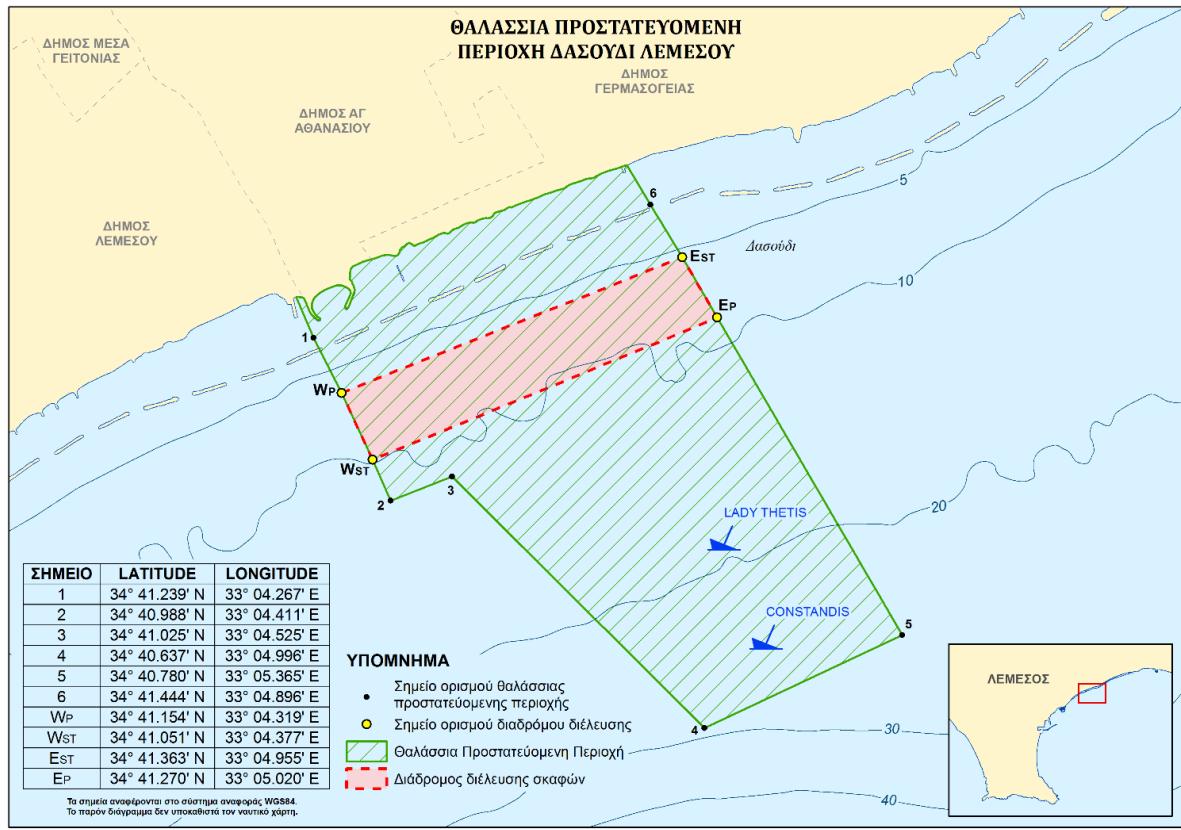 ΘΑΛΑΣΣΙΑ ΠΡΟΣΤΑΤΕΥΟΜΕΝΗ
ΠΕΡΙΟΧΗ ΔΑΣΟΥΔΙ ΛΕΜΕΣΟΥ
ΔΗΜΟΣ ΜΕΣΑ
ΓΕΙΤΟΝΙΑΣ
ΔΗΜΟΣ
ΓΕΡΜΑΣΟΓΕΙΑΣ
ΔΗΜΟΣ ΑΓ
ΑΘΑΝΑΣΙΟΥ
ΔΗΜΟΣ
ΛΕΜΕΣΟΥ
5
6
Δασούδι
EST
10
EP
1
WP
WST
2
3
20
LADY THETIS
CONSTANDIS
5
4
30
40
ΣΗΜΕΙΟ LATITUDE LONGITUDE
1 34° 41.239' N 33° 04.267' E
2 34° 40.988' N 33° 04.411' E
3 34° 41.025' N 33° 04.525' E
4 34° 40.637' N 33° 04.996' E
5 34° 40.780' N 33° 05.365' E
6 34° 41.444' N 33° 04.896' E
WP 34° 41.154' N 33° 04.319' E
WST 34° 41.051' N 33° 04.377' E
EST 34° 41.363' N 33° 04.955' E
EP 34° 41.270' N 33° 05.020' E
Τα σημεία αναφέρονται στο σύστημα αναφοράς WGS84.
Το παρόν διάγραμμα δεν υποκαθιστά τον ναυτικό χάρτη.
ΥΠΟΜΝΗΜΑ
Σημείο ορισμού θαλάσσιας
προστατεύομενης περιοχής
Σημείο ορισμού διαδρόμου διέλευσης
Θαλάσσια Προστατεύομενη Περιοχή
Διάδρομος διέλευσης σκαφών
ΛΕΜΕΣΟΣ